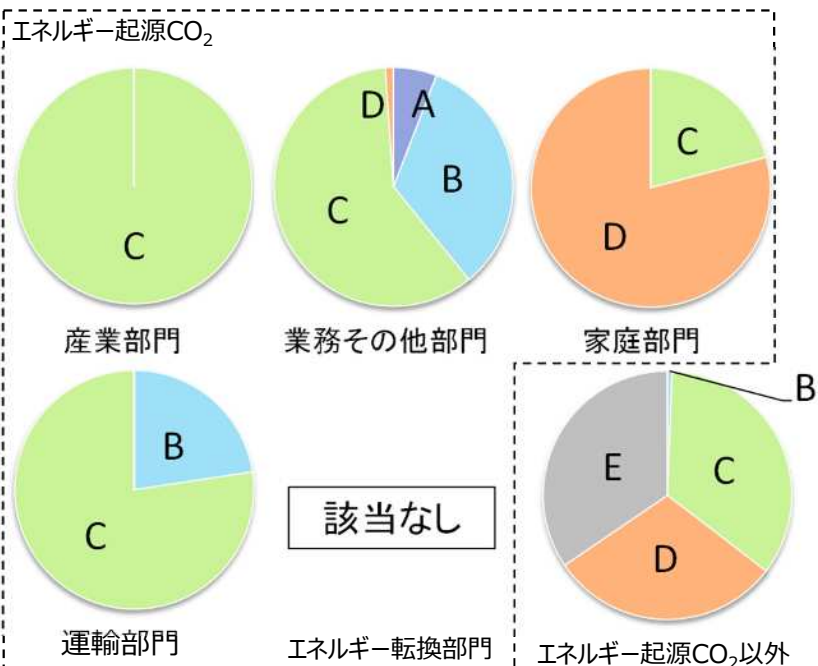 エネルギー起源CO₂
C
産業部門
D
A
B
C
業務その他部門
C
D
家庭部門
B
C
運輸部門
該当なし
エネルギー転換部門
B
E
C
D
エネルギー起源CO₂以外